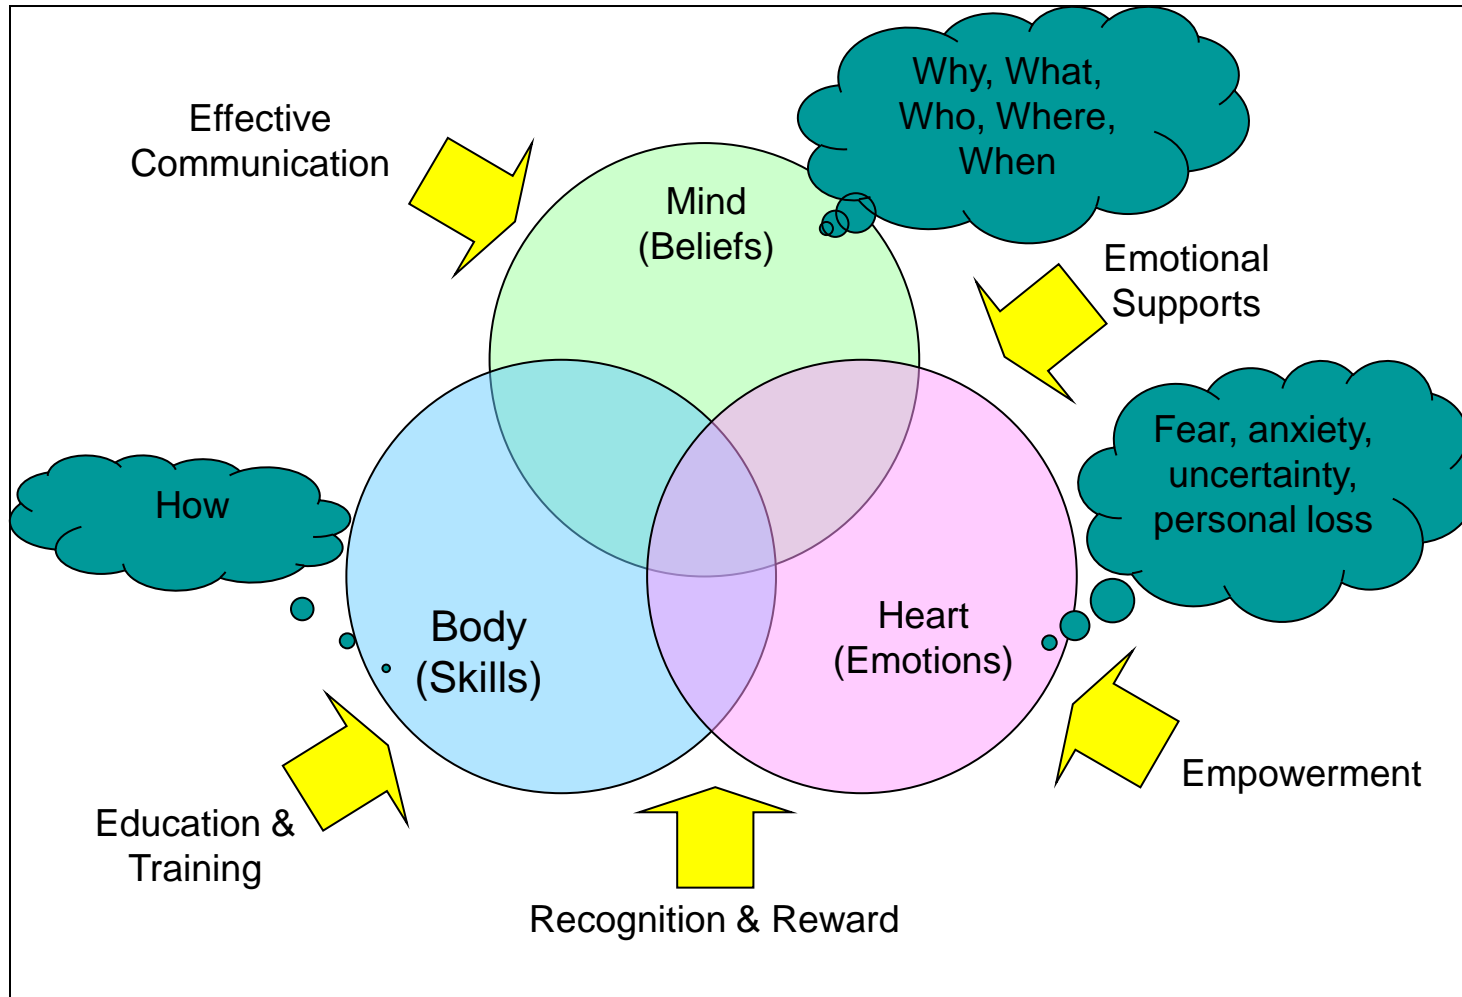 Why, What,
Who, Where,
When
Effective
Communication
Mind
(Beliefs)
Emotional
Supports
Fear, anxiety,
uncertainty,
personal loss
How
Body
(Skills)
Heart
(Emotions)
Empowerment
Education &
Training
Recognition & Reward